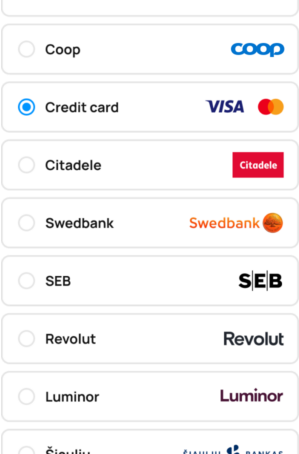 Coop coop
Credit card VISA
Citadele Citadele
Swedbank Swedbank
SEB SEB
Revolut Revolut
Luminor Luminor
Šiaulių ŠIAULIŲ BANKAS